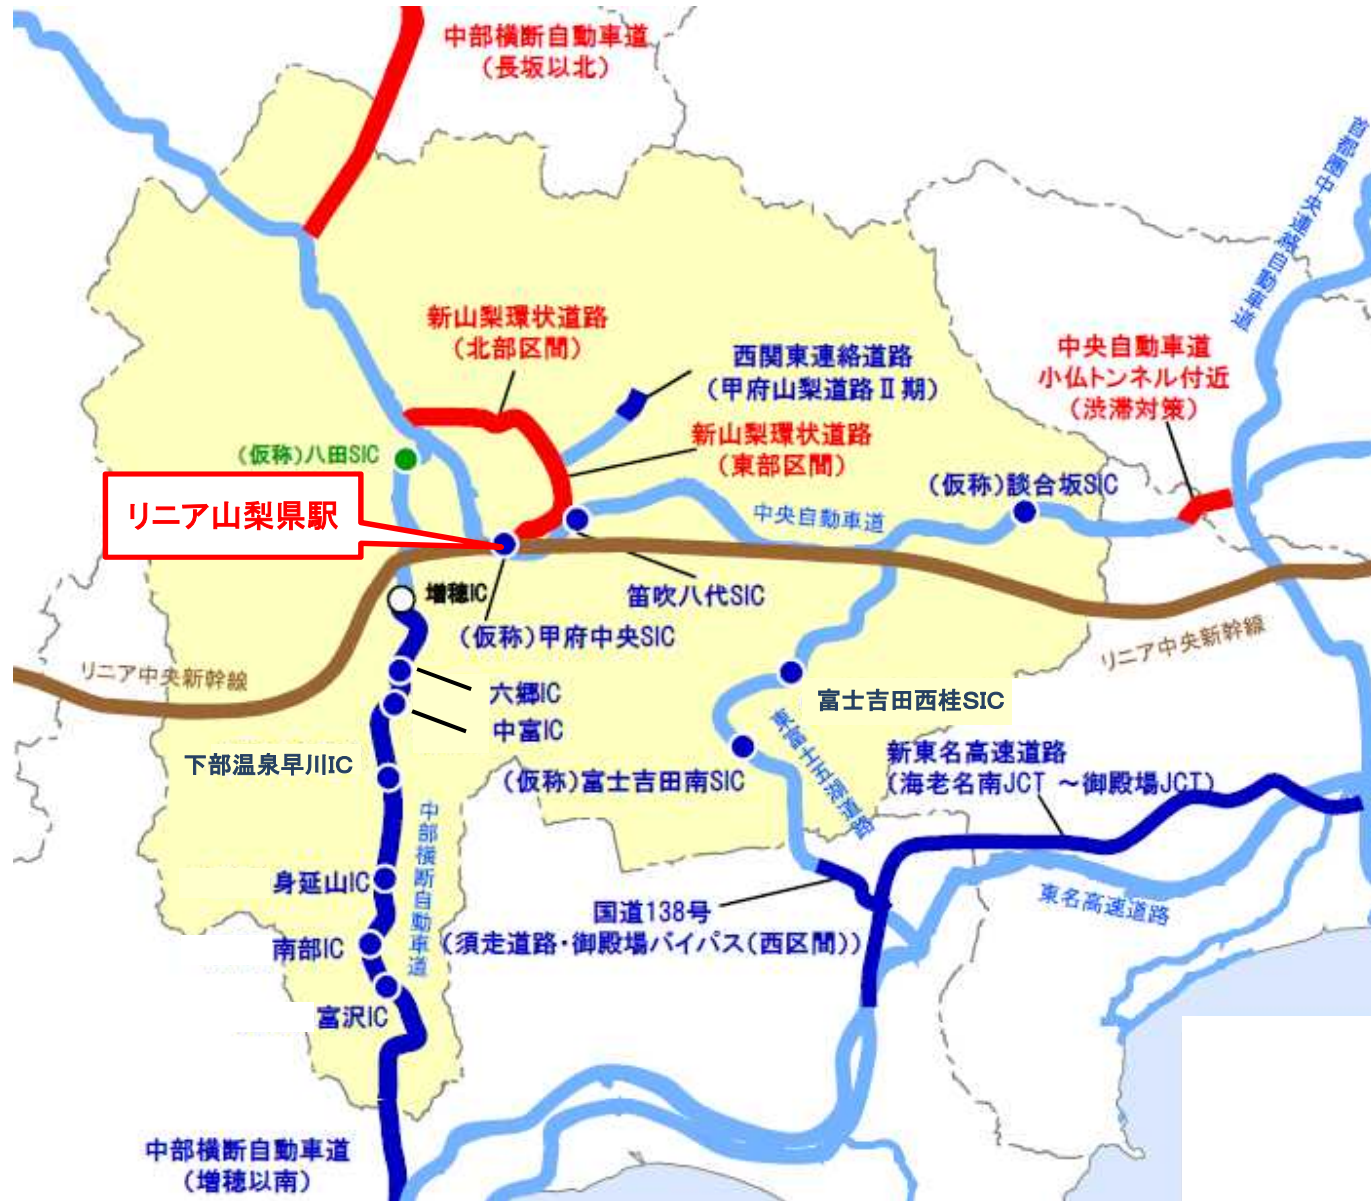 中部横断自動車道
(長坂以北)
首都圏中央連絡自動車道
新山梨環状道路
(北部区間)
西関東連絡道路
(甲府山梨道路Ⅱ期)
中央自動車道
小仏トンネル付近
(渋滞対策)
新山梨環状道路
(東部区間)
(仮称)八田SIC
(仮称)談合坂SIC
リニア山梨県駅
中央自動車道
増穂IC
笛吹八代SIC
(仮称)甲府中央SIC
リニア中央新幹線
リニア中央新幹線
六郷IC
富士吉田西桂SIC
中富IC
東富士五湖道路
下部温泉早川IC
(仮称)富士吉田南SIC
新東名高速道路
(海老名南JCT ~御殿場JCT)
中部横断自動車道
身延山IC
東名高速道路
国道138号
(須走道路・御殿場バイパス(西区間))
南部IC
富沢IC
中部横断自動車道
(増穂以南)